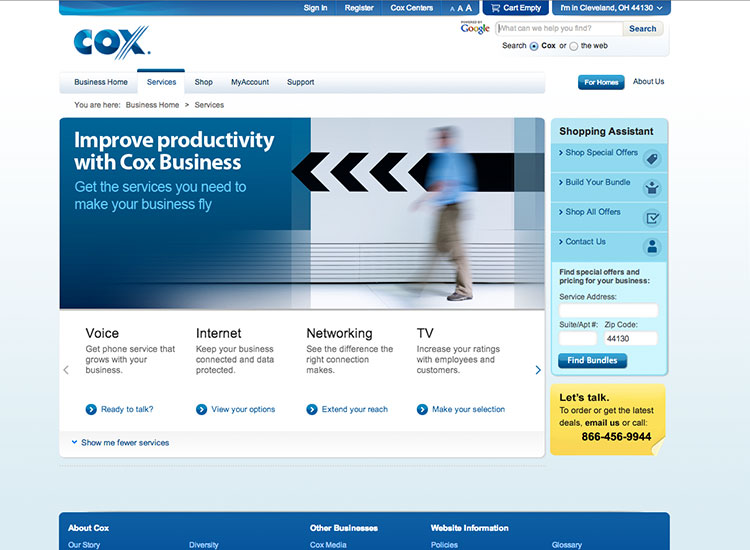 Sign In Register Cox Centers A A A Cart Empty I'm in Cleveland, OH 44130
POWERED BY
Google What can we help you find? Search
Search Cox or the web
COX.
Business Home Services Shop MyAccount Support For Homes About Us
You are here: Business Home > Services
Improve productivity
with Cox Business
Get the services you need to
make your business fly
Shopping Assistant
Shop Special Offers
Build Your Bundle
Shop All Offers
Contact Us
Find special offers and
pricing for your business:
Service Address:
Suite/Apt #: Zip Code:
44130
Find Bundles
Voice
Get phone service that
grows with your
business.
Ready to talk?
Internet
Keep your business
connected and data
protected.
View your options
Networking
See the difference the
right connection
makes.
Extend your reach
TV
Increase your ratings
with employees and
customers.
Make your selection
Show me fewer services
Let's talk.
To order or get the latest
deals, email us or call:
866-456-9944
About Cox Other Businesses Website Information
Our Story Diversity Cox Media Policies Glossary